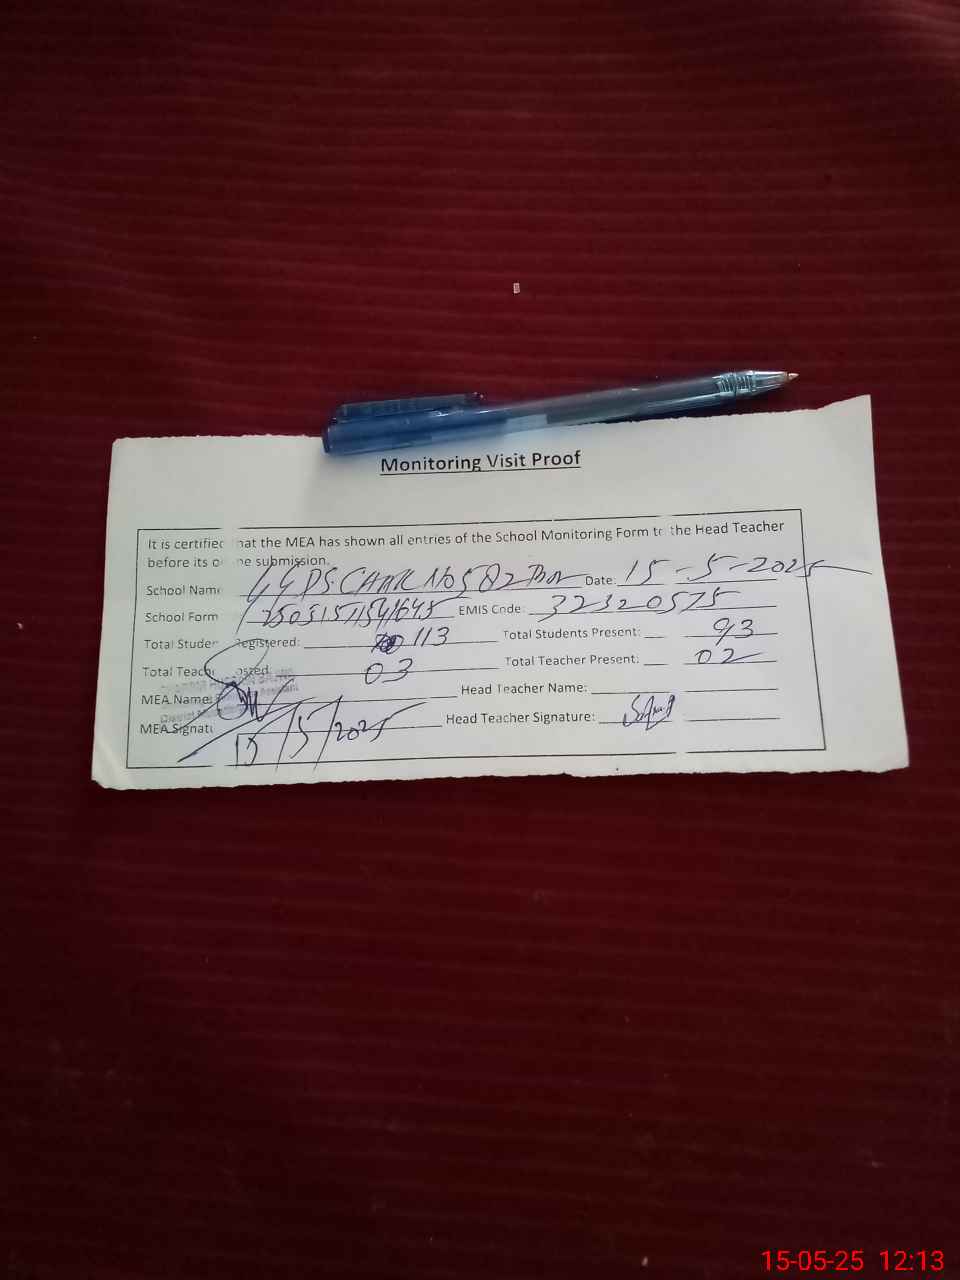 Monitoring Visit Proof
It is certified that the MEA has shown all entries of the School Monitoring Form to the Head Teacher
before its online submission.
School Name GGPS. CHAK No 582 Date: 15-5-2025
School Form EMIS Code: 32320575
Total Students Registered: 113 Total Students Present: 93
Total Teacher Posted: 03 Total Teacher Present: 02
MEA Name: Head Teacher Name:
MEA Signatu Head Teacher Signature:
15/5/2025
15-05-25 12:13